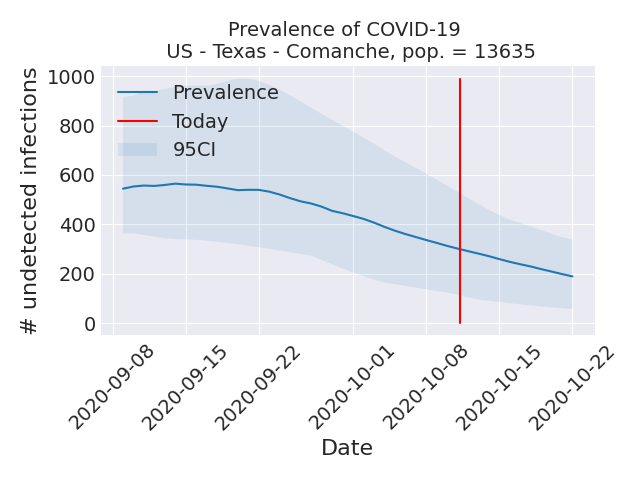 Prevalence of COVID-19
US - Texas - Comanche, pop. = 13635
# undetected infections
1000
800
600
400
200
0
Prevalence
Today
95CI
2020-09-08
2020-09-15
2020-09-22
2020-10-01
2020-10-08
2020-10-15
2020-10-22
Date